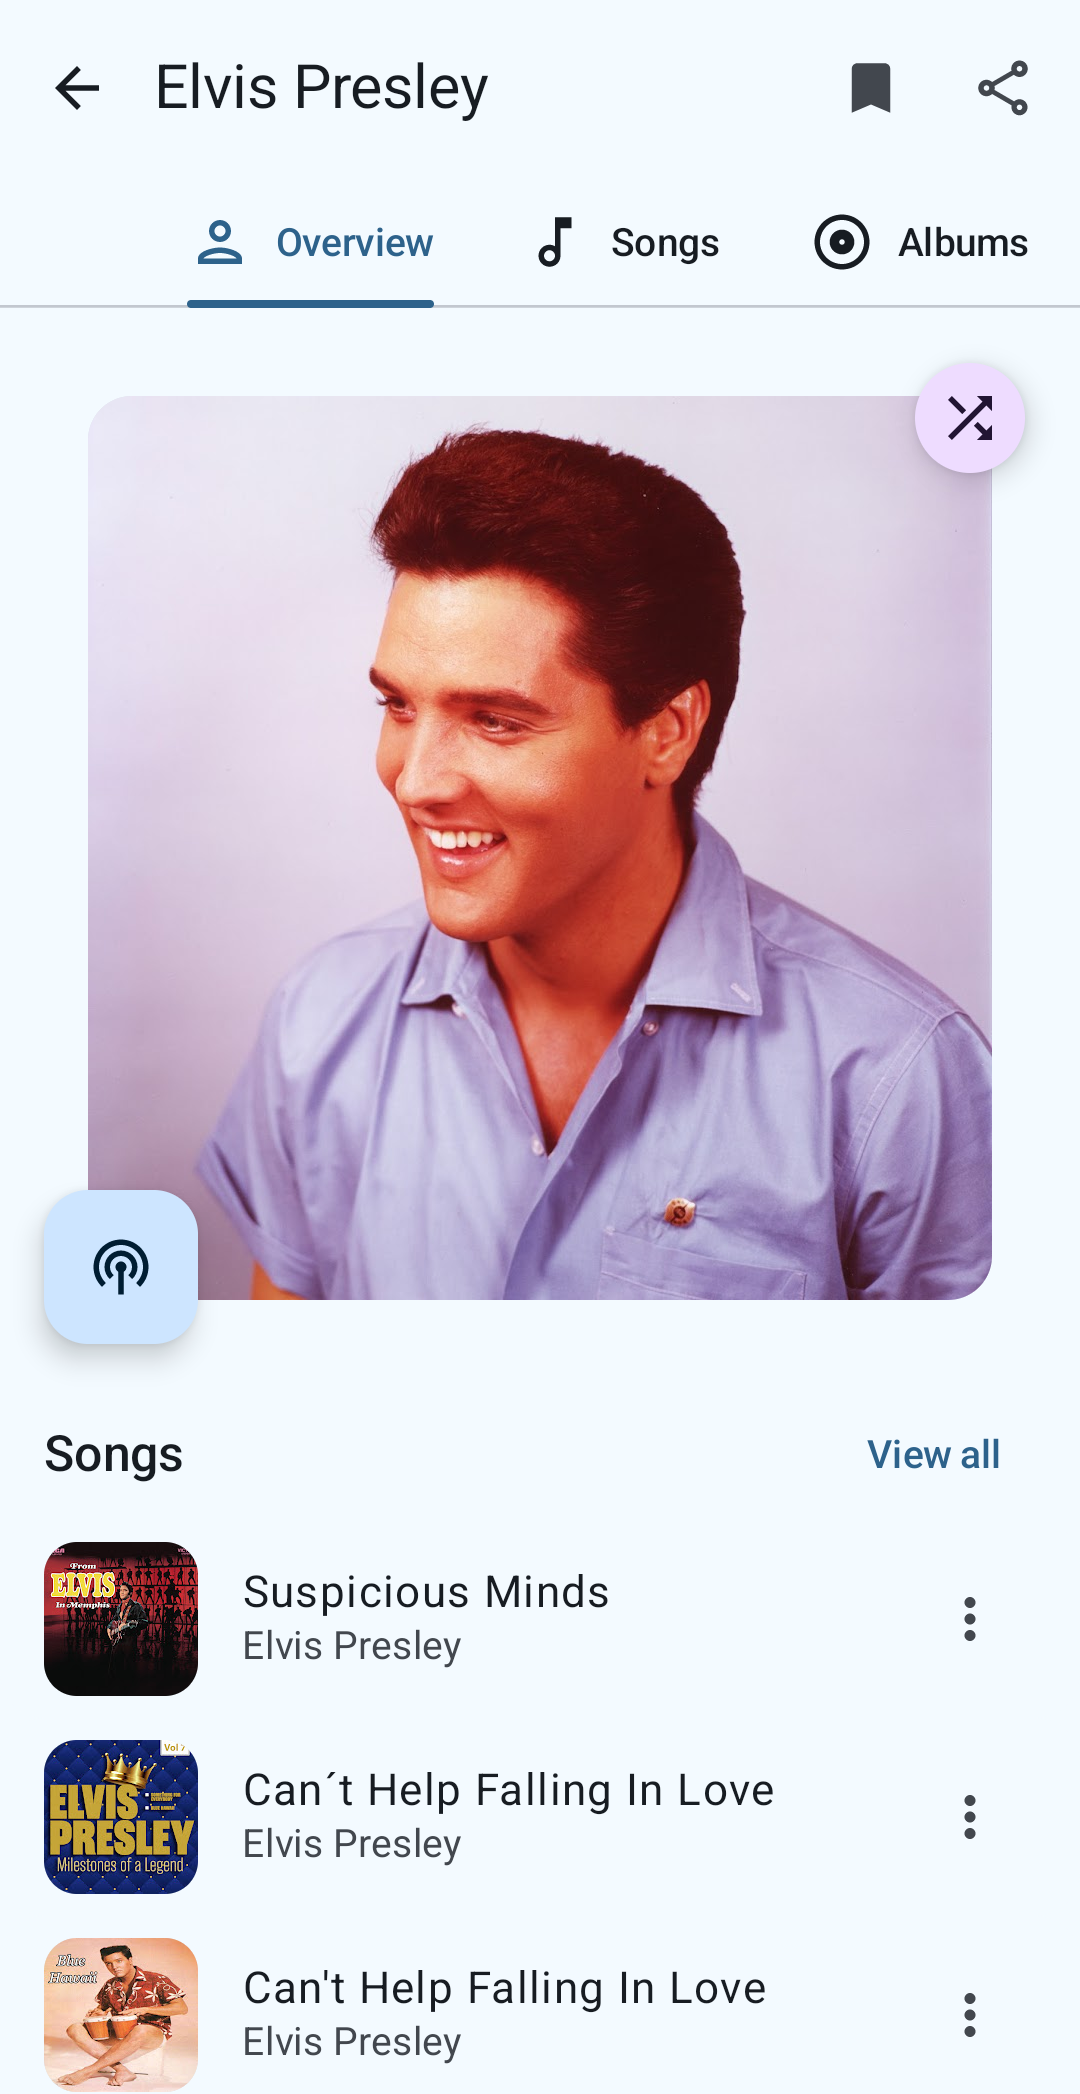 Elvis Presley
Overview
Songs
Albums
Songs
View all
From
ELVIS
In Memphis
Suspicious Minds
Elvis Presley
Vol 7
ELVIS
PRESLEY
Milestones of a Legend
Can´t Help Falling In Love
Elvis Presley
Blue
Hawaii
Can't Help Falling In Love
Elvis Presley